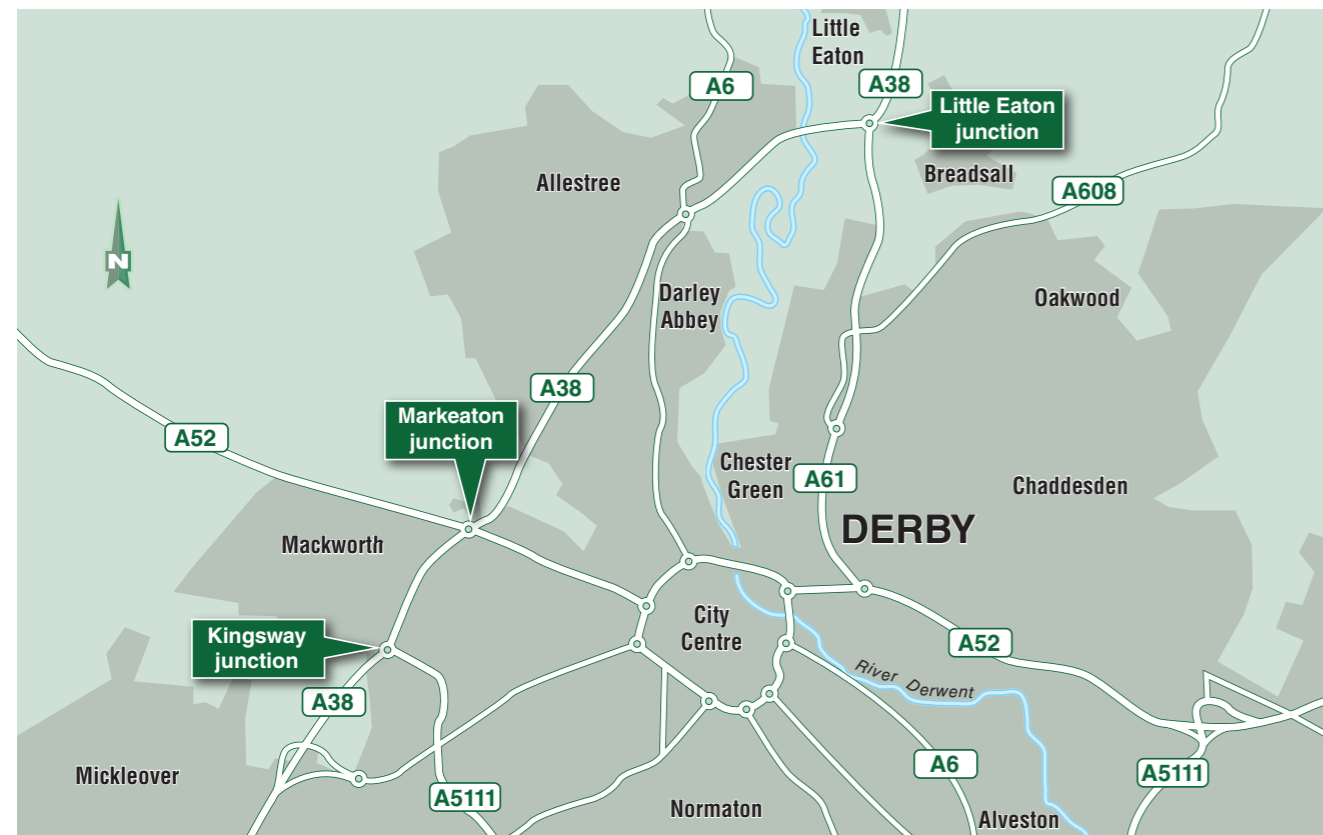 Little
Eaton
A6
A38
Little Eaton
junction
Breadsall
Allestree
A608
N
Darley
Abbey
Oakwood
A38
Markeaton
junction
A52
Chester
Green
A61
Chaddesden
DERBY
Mackworth
City
Centre
Kingsway
junction
A52
River Derwent
A38
A6
A5111
Mickleover
A5111
Normaton
Alveston